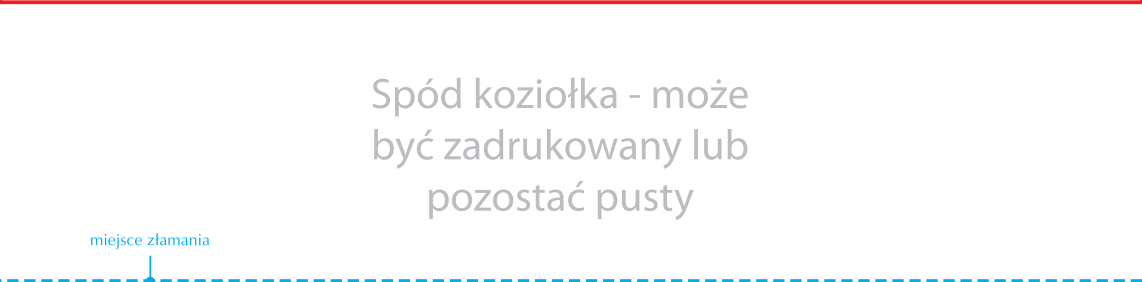 Spód koziołka - może
być zadrukowany lub
pozostać pusty
miejsce złamania